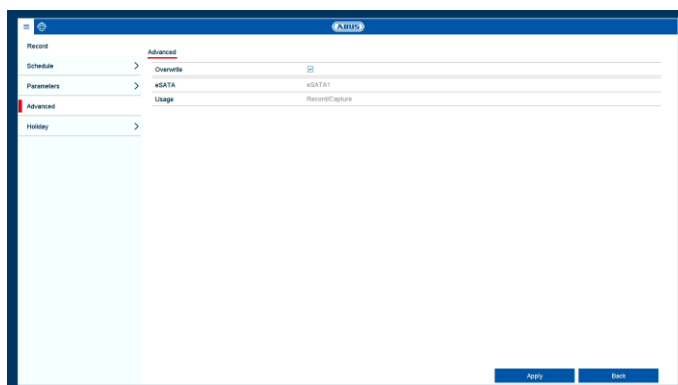 ABUS
Record
Schedule
Parameters
Advanced
Holiday
Advanced
Overwrite
eSATA eSATA1
Usage Record/Capture
Apply Back